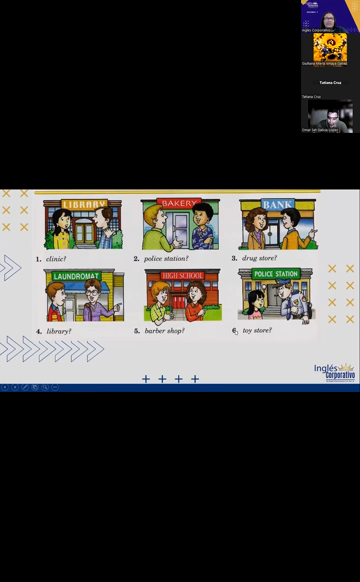 Inglés Corporativo
Tatiana Cruz
Tatiana Cruz
LIBRARY
BAKERY
BANK
1. clinic?
2. police station?
3. drug store?
LAUNDROMAT
HIGH SCHOOL
POLICE STATION
4. library?
5. barber shop?
6. toy store?
Inglés
Corporativo